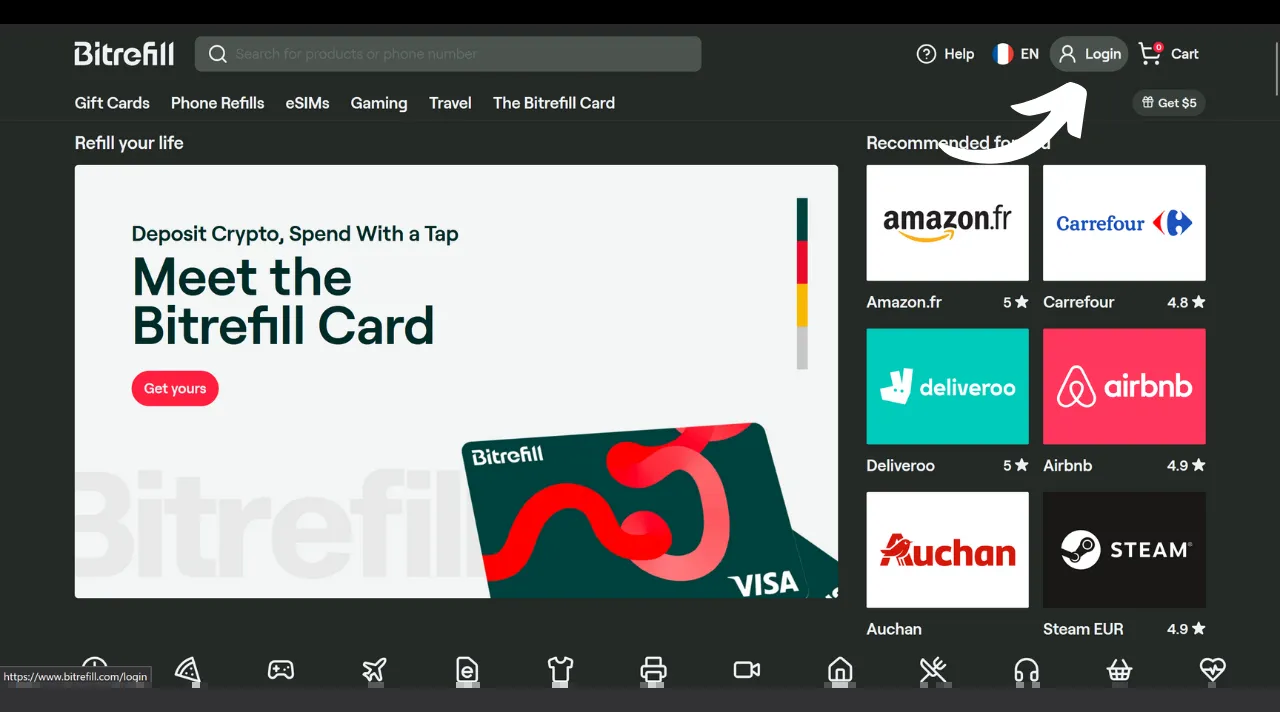 Bitrefill
Search for products or phone number
Help
EN
Login
0
Cart
Gift Cards
Phone Refills
eSIMs
Gaming
Travel
The Bitrefill Card
Get $5
Refill your life
Deposit Crypto, Spend With a Tap
Meet the
Bitrefill Card
Get yours
Bitrefill
Bitrefill
VISA
Recommended
amazon.fr
Carrefour
Amazon.fr
5
Carrefour
4.8
deliveroo
airbnb
Deliveroo
5
Airbnb
4.9
Auchan
STEAM
Auchan
Steam EUR
4.9
https://www.bitrefill.com/login